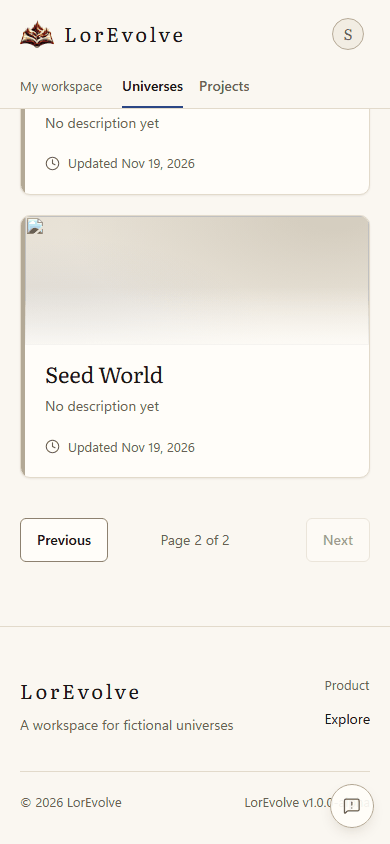 LorEvolve
S
My workspace
Universes
Projects
No description yet
Updated Nov 19, 2026
Seed World
No description yet
Updated Nov 19, 2026
Previous
Page 2 of 2
Next
LorEvolve
Product
A workspace for fictional universes
Explore
© 2026 LorEvolve
LorEvolve v1.0.0